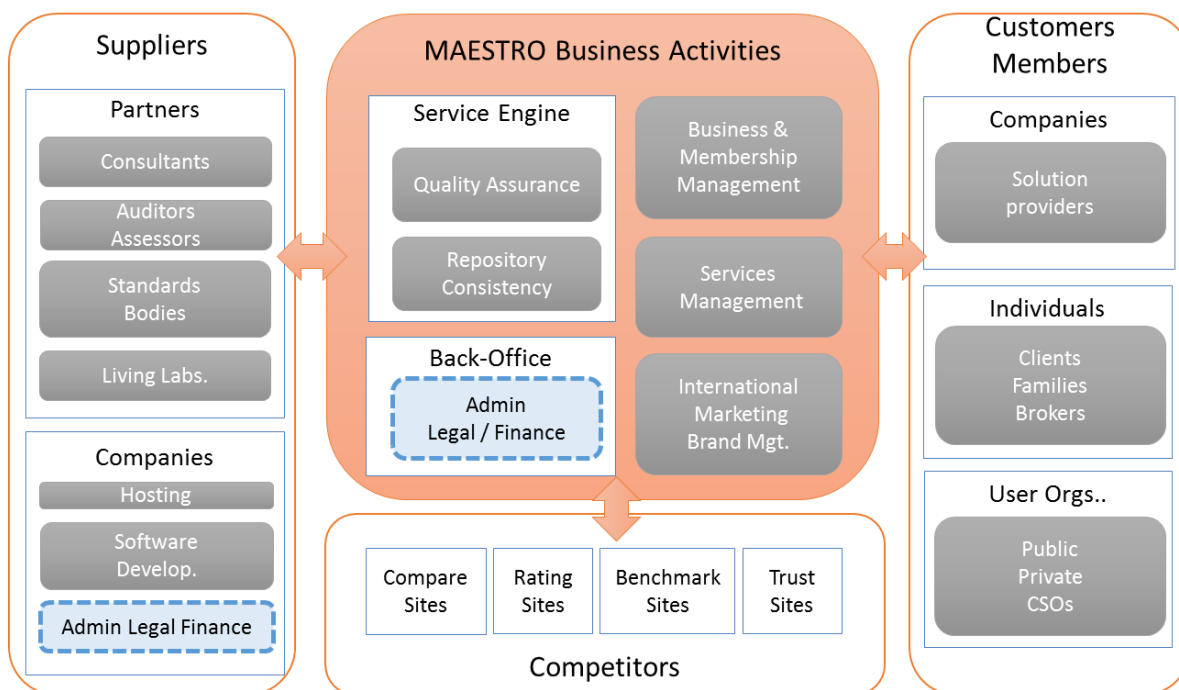 Suppliers
Partners
Consultants
Auditors
Assessors
Standards
Bodies
Living Labs.
Companies
Hosting
Software
Develop.
Admin Legal Finance
MAESTRO Business Activities
Service Engine
Quality Assurance
Repository
Consistency
Back-Office
Admin
Legal / Finance
Business &
Membership
Management
Services
Management
International
Marketing
Brand Mgt.
Customers
Members
Companies
Solution
providers
Individuals
Clients
Families
Brokers
User Orgs..
Public
Private
CSOs
Compare
Sites
Rating
Sites
Benchmark
Sites
Trust
Sites
Competitors